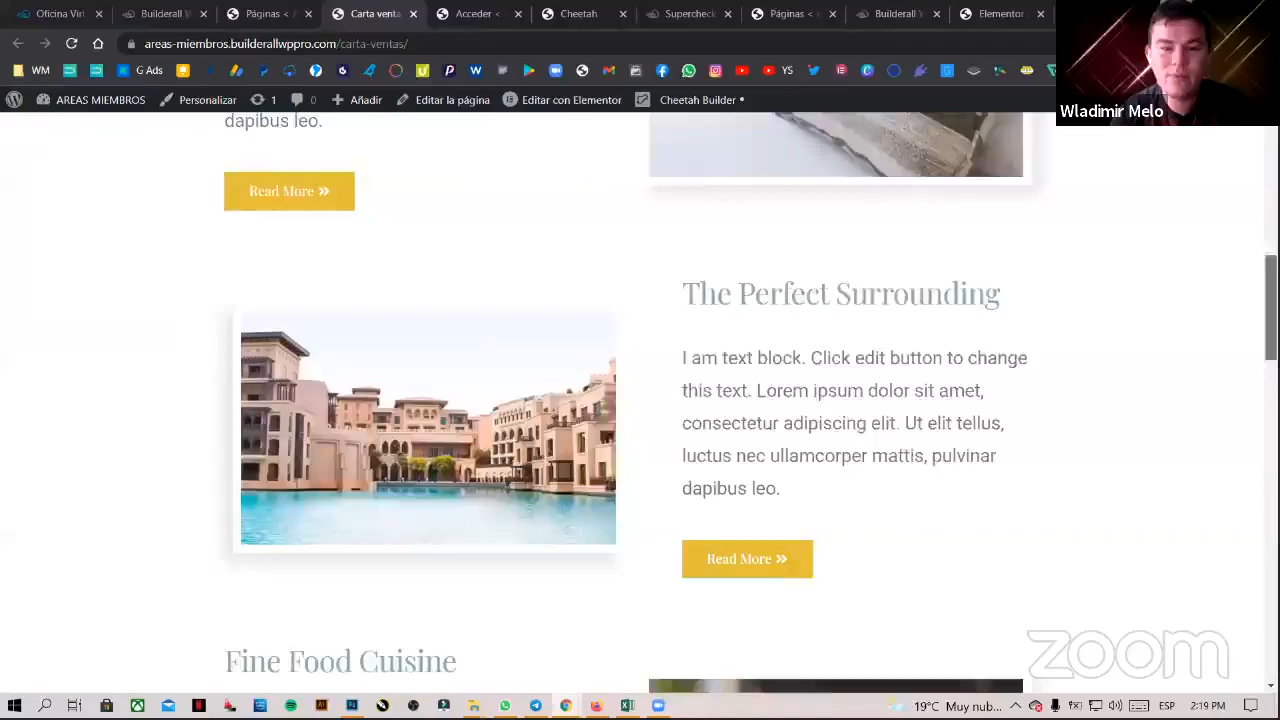 Oficina Vir
Builderall V
Páginas <
Carta vent
Acceder <
Cheetah
Supercheck
Páginas <
Builderall V
Elementor
areas-miembros.builderallwppro.com/carta-ventas/
WM
G Ads
YS
AREAS MIEMBROS
Personalizar
1
0
Añadir
Editar la página
Editar con Elementor
Cheetah Builder
Wladimir Melo
dapibus leo.
Read More »
The Perfect Surrounding
I am text block. Click edit button to change
this text. Lorem ipsum dolor sit amet,
consectetur adipiscing elit. Ut elit tellus,
luctus nec ullamcorper mattis, pulvinar
dapibus leo.
Read More »
Fine Food Cuisine
zoom
19°C Muy nub...
ESP
2:19 PM